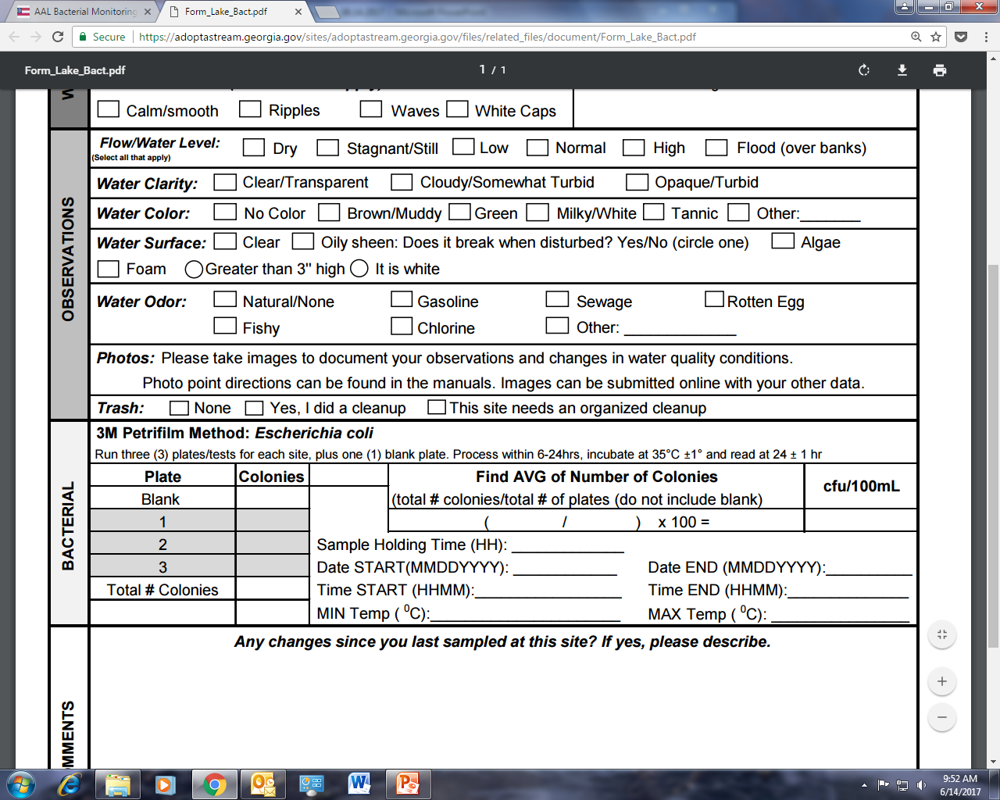 AAL Bacterial Monitoring
Form_Lake_Bact.pdf
Secure
https://adoptastream.georgia.gov/sites/adoptastream.georgia.gov/files/related_files/document/Form_Lake_Bact.pdf
Form_Lake_Bact.pdf
1 / 1
Calm/smooth Ripples Waves White Caps
OBSERVATIONS
Flow/Water Level: Dry Stagnant/Still Low Normal High Flood (over banks)
(Select all that apply)
Water Clarity: Clear/Transparent Cloudy/Somewhat Turbid Opaque/Turbid
Water Color: No Color Brown/Muddy Green Milky/White Tannic Other:_______
Water Surface: Clear Oily sheen: Does it break when disturbed? Yes/No (circle one) Algae
Foam Greater than 3" high It is white
Water Odor: Natural/None Gasoline Sewage Rotten Egg
Fishy Chlorine Other: _____________
Photos: Please take images to document your observations and changes in water quality conditions.
Photo point directions can be found in the manuals. Images can be submitted online with your other data.
Trash: None Yes, I did a cleanup This site needs an organized cleanup
BACTERIAL
3M Petrifilm Method: Escherichia coli
Run three (3) plates/tests for each site, plus one (1) blank plate. Process within 6-24hrs, incubate at 35°C ±1° and read at 24 ± 1 hr
Plate Colonies Find AVG of Number of Colonies cfu/100mL
Blank (total # colonies/total # of plates (do not include blank)
1 ( / ) x 100 =
2 Sample Holding Time (HH): _____________
3 Date START(MMDDYYYY): ____________ Date END (MMDDYYYY):__________
Total # Colonies Time START (HHMM):_________________ Time END (HHMM):______________
MIN Temp ( ⁰C):______________________ MAX Temp ( ⁰C): ________________
Any changes since you last sampled at this site? If yes, please describe.
9:52 AM
6/14/2017